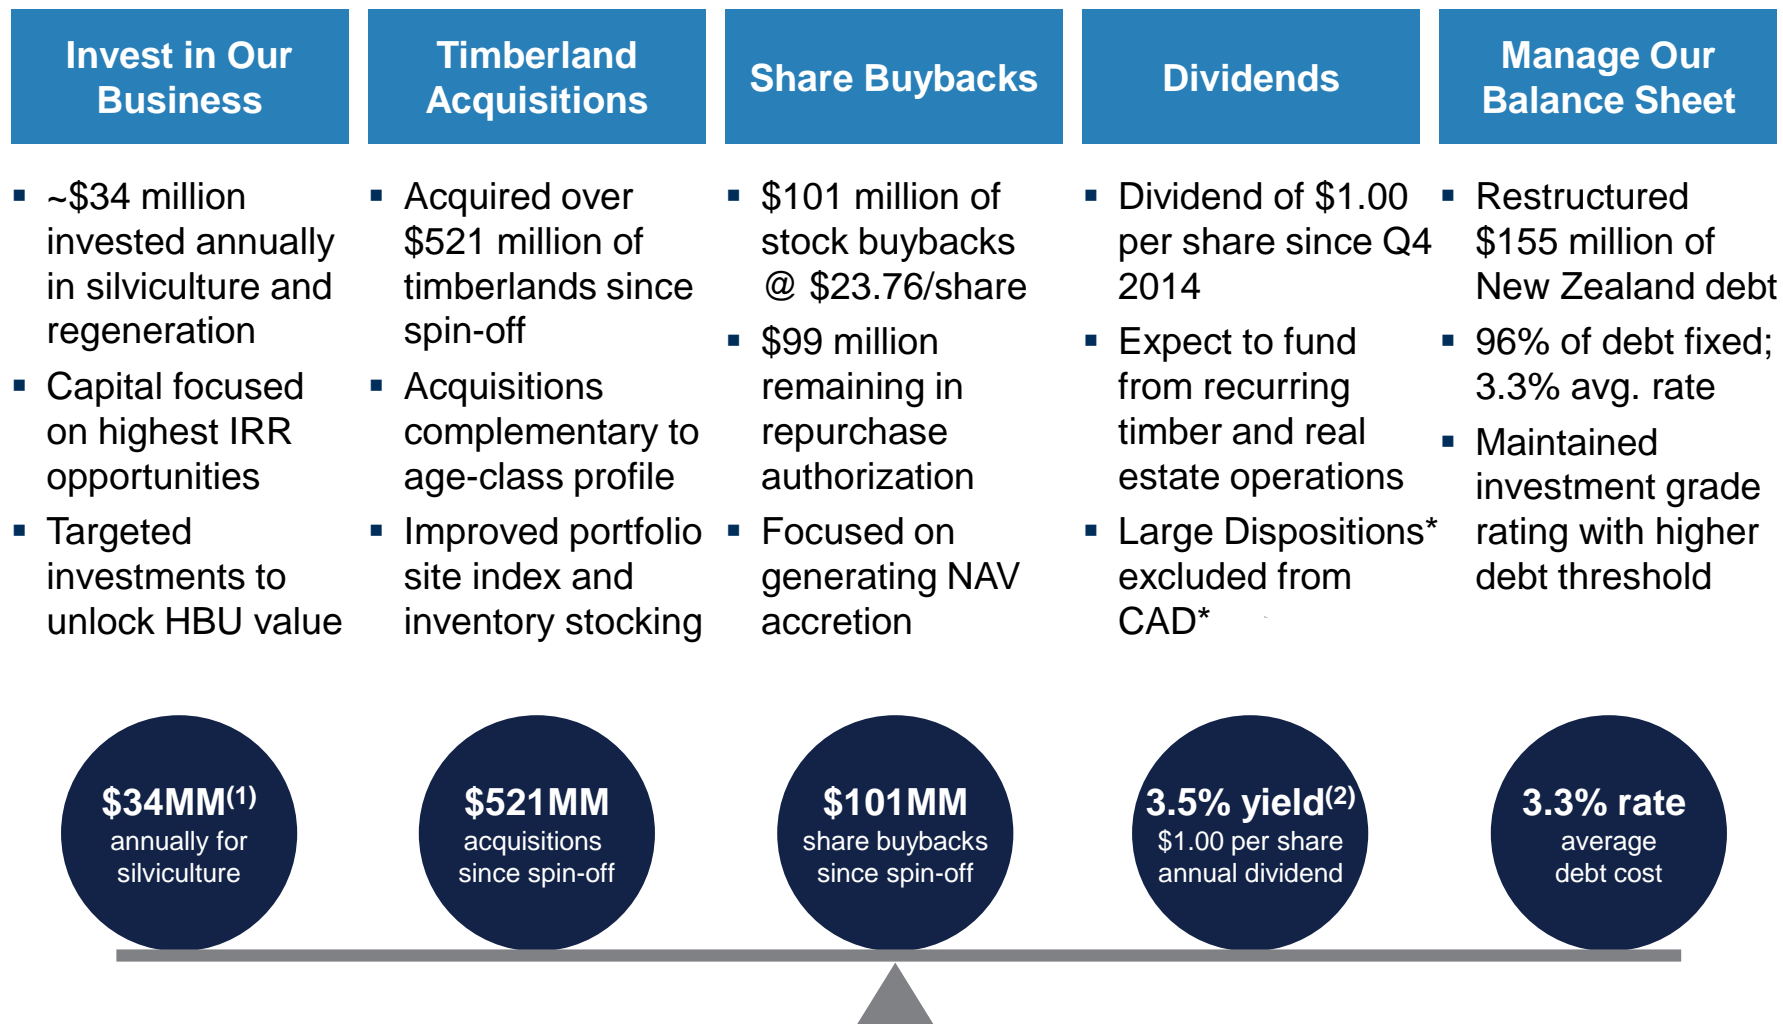 Invest in Our
Business
~$34 million
invested annually
in silviculture and
regeneration
Capital focused
on highest IRR
opportunities
Targeted
investments to
unlock HBU value
Timberland
Acquisitions
Acquired over
$521 million of
timberlands since
spin-off
Acquisitions
complementary to
age-class profile
Improved portfolio
site index and
inventory stocking
Share Buybacks
$101 million of
stock buybacks
@ $23.76/share
$99 million
remaining in
repurchase
authorization
Focused on
generating NAV
accretion
Dividends
Dividend of $1.00
per share since Q4
2014
Expect to fund
from recurring
timber and real
estate operations
Large Dispositions*
excluded from
CAD*
Manage Our
Balance Sheet
Restructured
$155 million of
New Zealand debt
96% of debt fixed;
3.3% avg. rate
Maintained
investment grade
rating with higher
debt threshold
$34MM(1)
annually for
silviculture
$521MM
acquisitions
since spin-off
$101MM
share buybacks
since spin-off
3.5% yield(2)
$1.00 per share
annual dividend
3.3% rate
average
debt cost